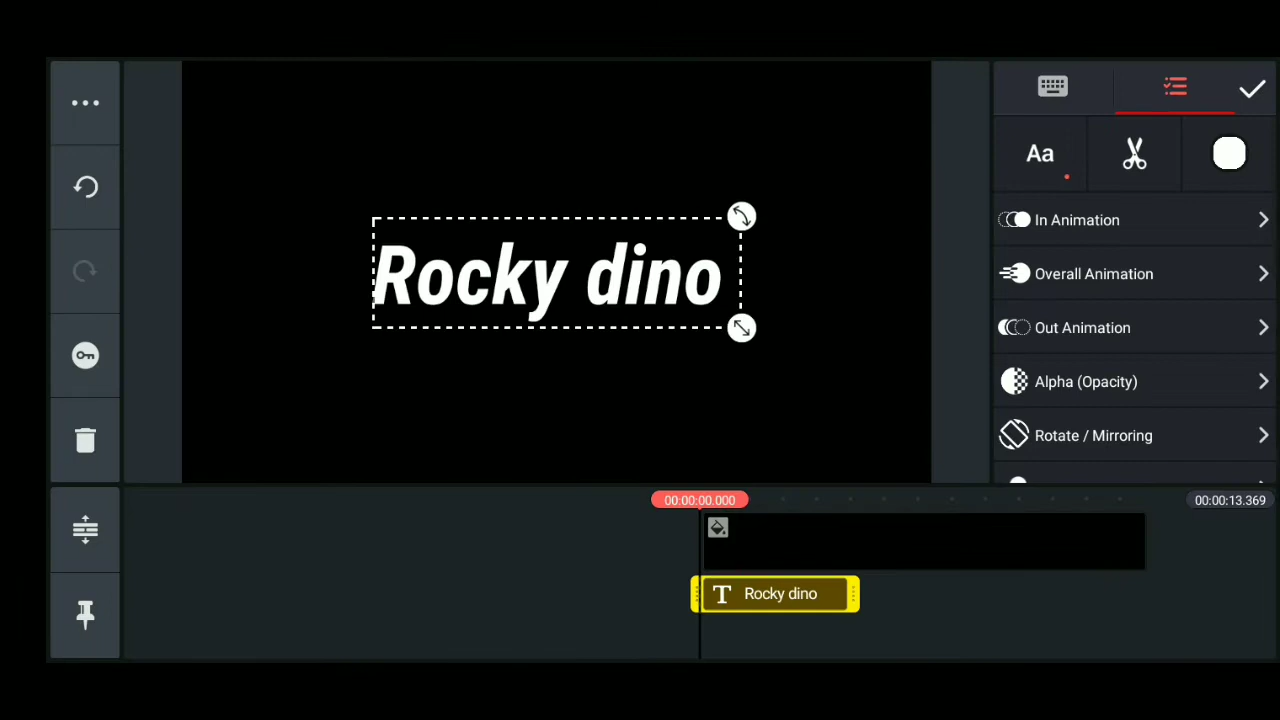 Rocky dino
Aa
In Animation
Overall Animation
Out Animation
Alpha (Opacity)
Rotate / Mirroring
00:00:00.000
00:00:13.369
T Rocky dino